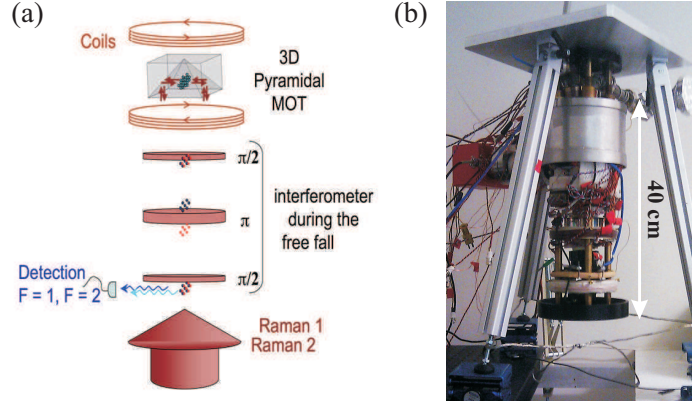 (a)
Coils
3D
Pyramidal
MOT
π/2
π
π/2
interferometer
during the
free fall
Detection
F = 1, F = 2
Raman 1
Raman 2
(b)
40 cm